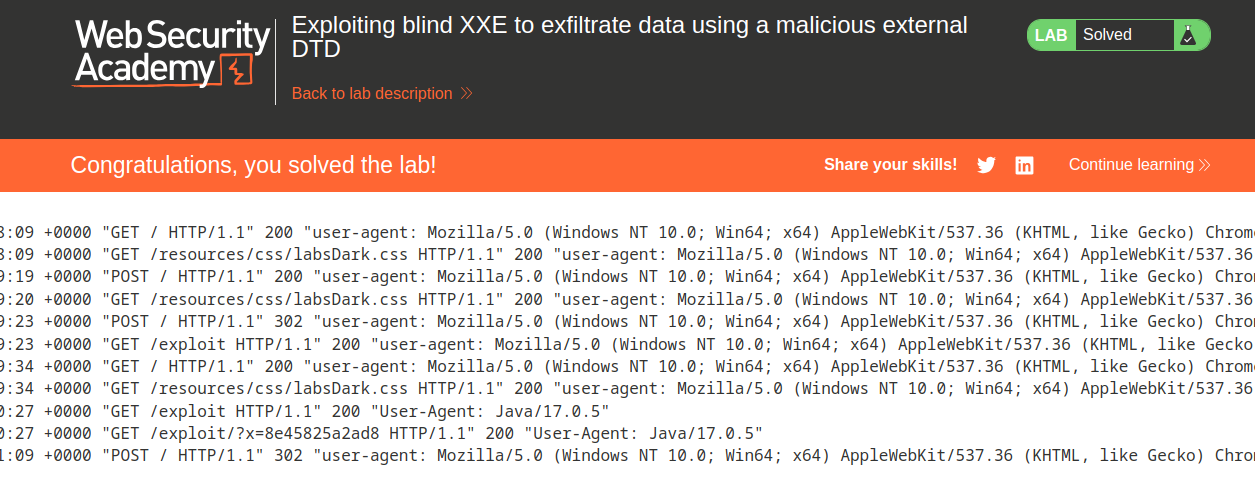 Web Security
Academy
Exploiting blind XXE to exfiltrate data using a malicious external
DTD
Back to lab description
LAB Solved
Congratulations, you solved the lab!
Share your skills!
Continue learning
8:09 +0000 "GET / HTTP/1.1" 200 "user-agent: Mozilla/5.0 (Windows NT 10.0; Win64; x64) AppleWebKit/537.36 (KHTML, like Gecko) Chrom
8:09 +0000 "GET /resources/css/labsDark.css HTTP/1.1" 200 "user-agent: Mozilla/5.0 (Windows NT 10.0; Win64; x64) AppleWebKit/537.36
9:19 +0000 "POST / HTTP/1.1" 200 "user-agent: Mozilla/5.0 (Windows NT 10.0; Win64; x64) AppleWebKit/537.36 (KHTML, like Gecko) Chro
9:20 +0000 "GET /resources/css/labsDark.css HTTP/1.1" 200 "user-agent: Mozilla/5.0 (Windows NT 10.0; Win64; x64) AppleWebKit/537.36
9:23 +0000 "POST / HTTP/1.1" 302 "user-agent: Mozilla/5.0 (Windows NT 10.0; Win64; x64) AppleWebKit/537.36 (KHTML, like Gecko) Chro
9:23 +0000 "GET /exploit HTTP/1.1" 200 "user-agent: Mozilla/5.0 (Windows NT 10.0; Win64; x64) AppleWebKit/537.36 (KHTML, like Gecko
9:34 +0000 "GET / HTTP/1.1" 200 "user-agent: Mozilla/5.0 (Windows NT 10.0; Win64; x64) AppleWebKit/537.36 (KHTML, like Gecko) Chrom
9:34 +0000 "GET /resources/css/labsDark.css HTTP/1.1" 200 "user-agent: Mozilla/5.0 (Windows NT 10.0; Win64; x64) AppleWebKit/537.36
0:27 +0000 "GET /exploit HTTP/1.1" 200 "User-Agent: Java/17.0.5"
0:27 +0000 "GET /exploit/?x=8e45825a2ad8 HTTP/1.1" 200 "User-Agent: Java/17.0.5"
1:09 +0000 "POST / HTTP/1.1" 302 "user-agent: Mozilla/5.0 (Windows NT 10.0; Win64; x64) AppleWebKit/537.36 (KHTML, like Gecko) Chro